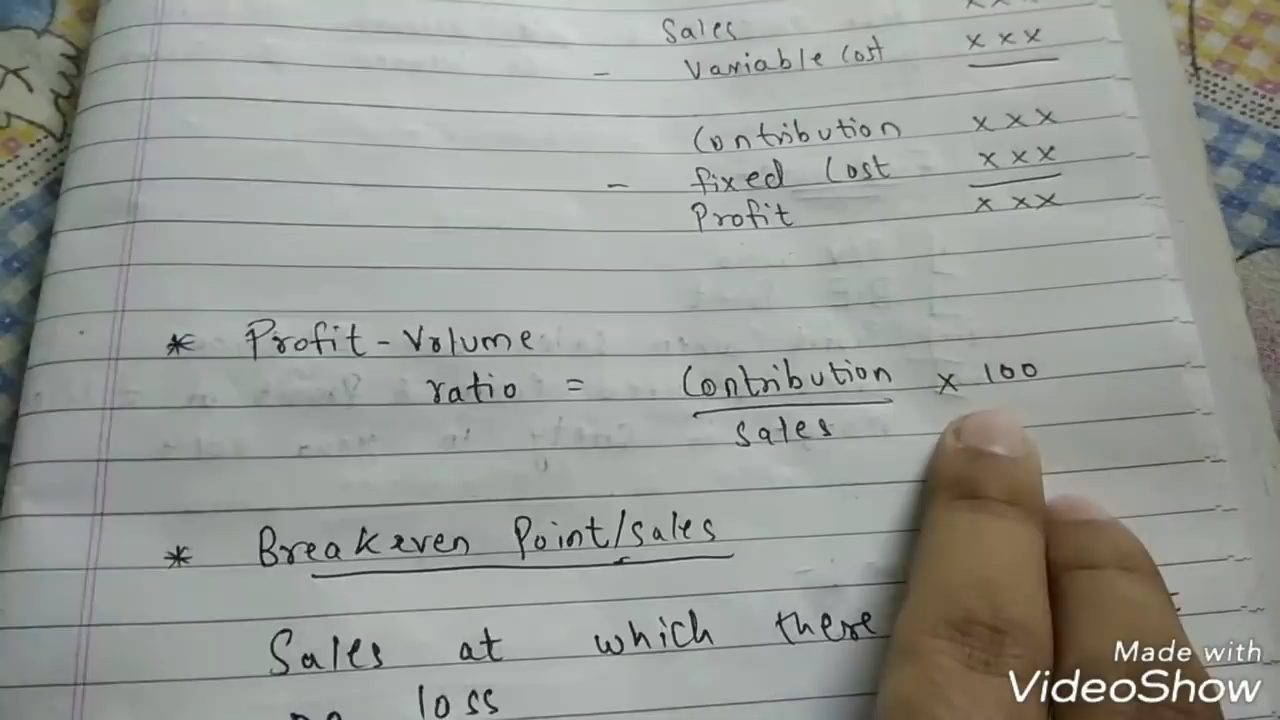 Sales
- Variable cost xxx
Contribution xxx
- fixed cost xxx
Profit xxx
* Profit-Volume
ratio = Contribution x 100
sales
* Breakeven Point/sales
Sales at which there
no loss
Made with
VideoShow